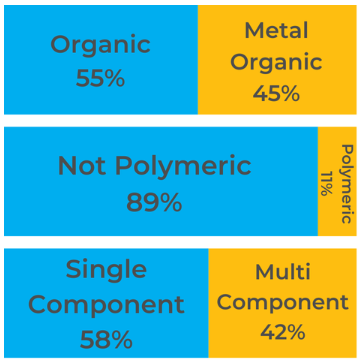 Organic
55%
Metal
Organic
45%
Not Polymeric
89%
Polymeric
11%
Single
Component
58%
Multi
Component
42%